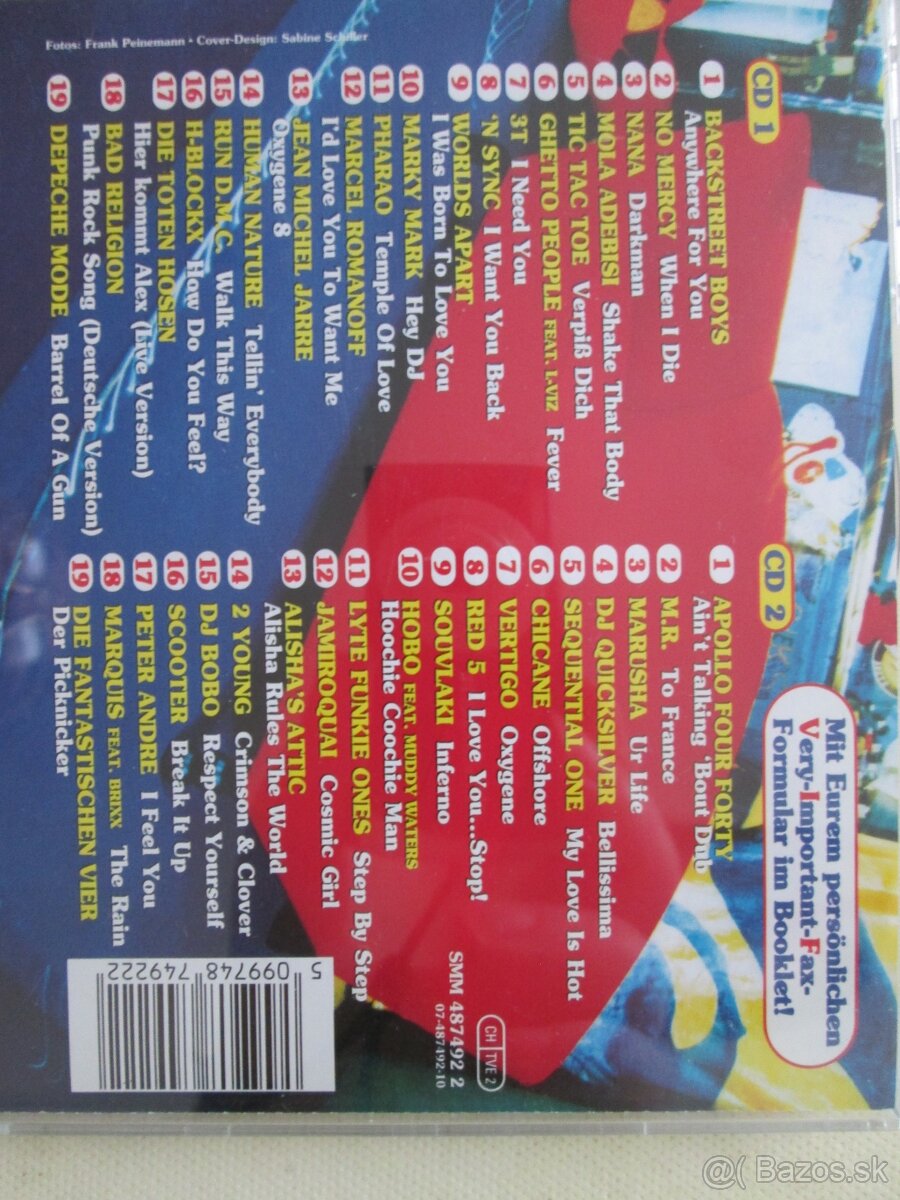 CD 1
1 BACKSTREET BOYS
Anywhere For You
2 NO MERCY When I Die
3 NANA Darkman
4 MOLA ADEBISI Shake That Body
5 TIC TAC TOE Verpiß Dich
6 GHETTO PEOPLE FEAT. L-VIZ Fever
7 3T I Need You
8 'N SYNC I Want You Back
9 WORLDS APART
I Was Born To Love You
10 MARKY MARK Hey DJ
11 PHARAO Temple Of Love
12 MARCEL ROMANOFF
I'd Love You To Want Me
13 JEAN MICHEL JARRE
Oxygene 8
14 HUMAN NATURE Tellin' Everybody
15 RUN D.M.C. Walk This Way
16 H-BLOCKX How Do You Feel?
17 DIE TOTEN HOSEN
Hier kommt Alex (Live Version)
18 BAD RELIGION
Punk Rock Song (Deutsche Version)
19 DEPECHE MODE Barrel Of A Gun
Fotos: Frank Peinemann • Cover-Design: Sabine Schiller
Mit Eurem persönlichen
Very-Important-Fax-
Formular im Booklet!
CD 2
1 APOLLO FOUR FORTY
Ain't Talking 'Bout Dub
2 M.R. To France
3 MARUSHA Ur Life
4 DJ QUICKSILVER Bellissima
5 SEQUENTIAL ONE My Love Is Hot
6 CHICANE Offshore
7 VERTIGO Oxygene
8 RED 5 I Love You...Stop!
9 SOUVLAKI Inferno
10 HOBO FEAT. MUDDY WATERS
Hoochie Coochie Man
11 LYTE FUNKIE ONES Step By Step
12 JAMIROQUAI Cosmic Girl
13 ALISHA'S ATTIC
Alisha Rules The World
14 2 YOUNG Crimson & Clover
15 DJ BOBO Respect Yourself
16 SCOOTER Break It Up
17 PETER ANDRE I Feel You
18 MARQUIS FEAT. BRIXX The Rain
19 DIE FANTASTISCHEN VIER
Der Picknicker
CH TVE 2
SMM 487492 2
07-487492-10
5 099748 749222
@( Bazos.sk